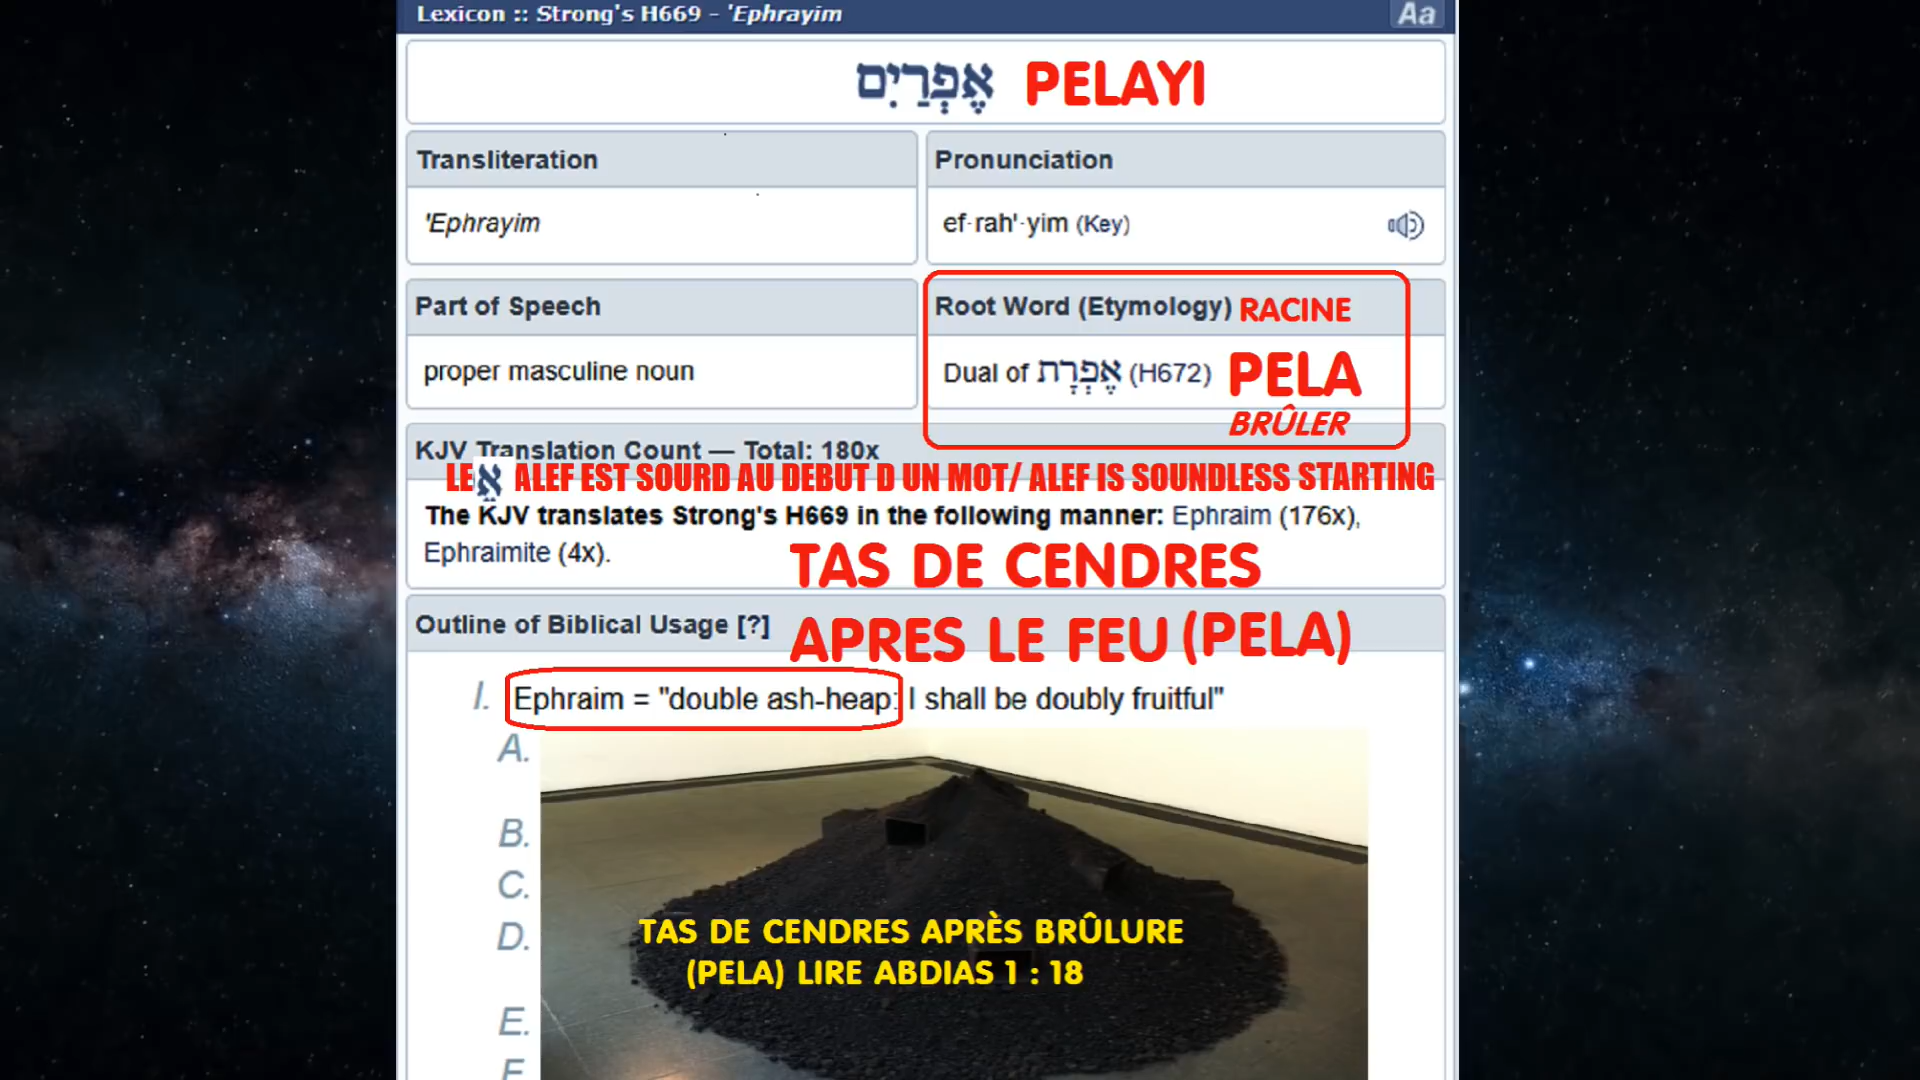 Lexicon :: Strong's H669 - 'Ephrayim
Aa
אֶפְרַיִם PELAYI
Transliteration
Pronunciation
'Ephrayim
ef·rah'·yim (Key)
Part of Speech
Root Word (Etymology) RACINE
proper masculine noun
Dual of אֶפְרָת (H672) PELA
BRÛLER
KJV Translation Count — Total: 180x
LE אֵ ALEF EST SOURD AU DEBUT D UN MOT/ ALEF IS SOUNDLESS STARTING
The KJV translates Strong's H669 in the following manner: Ephraim (176x),
Ephraimite (4x).
TAS DE CENDRES
APRES LE FEU (PELA)
Outline of Biblical Usage [?]
I. Ephraim = "double ash-heap: I shall be doubly fruitful"
A.
B.
C.
D.
TAS DE CENDRES APRÈS BRÛLURE
(PELA) LIRE ABDIAS 1 : 18
E.
F